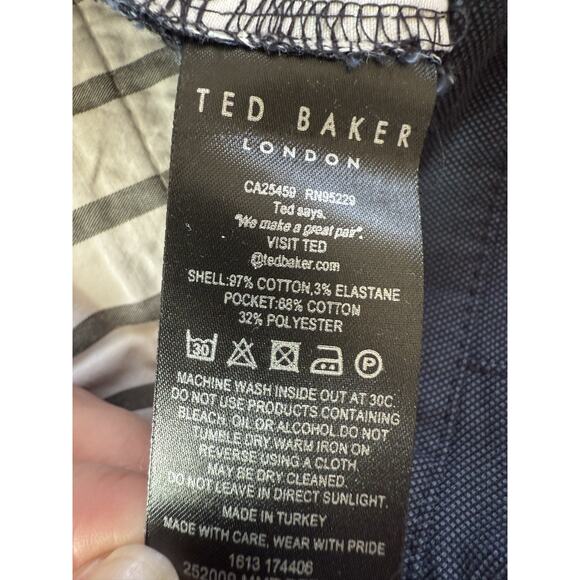 TED BAKER
LONDON
CA25459 RN95229
Ted says,
"We make a great pair".
VISIT TED
@tedbaker.com
SHELL:97% COTTON,3% ELASTANE
POCKET:68% COTTON
32% POLYESTER
30 P
MACHINE WASH INSIDE OUT AT 30C.
DO NOT USE PRODUCTS CONTAINING
BLEACH, OIL OR ALCOHOL.DO NOT
TUMBLE DRY.WARM IRON ON
REVERSE USING A CLOTH.
MAY BE DRY CLEANED.
DO NOT LEAVE IN DIRECT SUNLIGHT.
MADE IN TURKEY
MADE WITH CARE, WEAR WITH PRIDE
1613 174406
252000